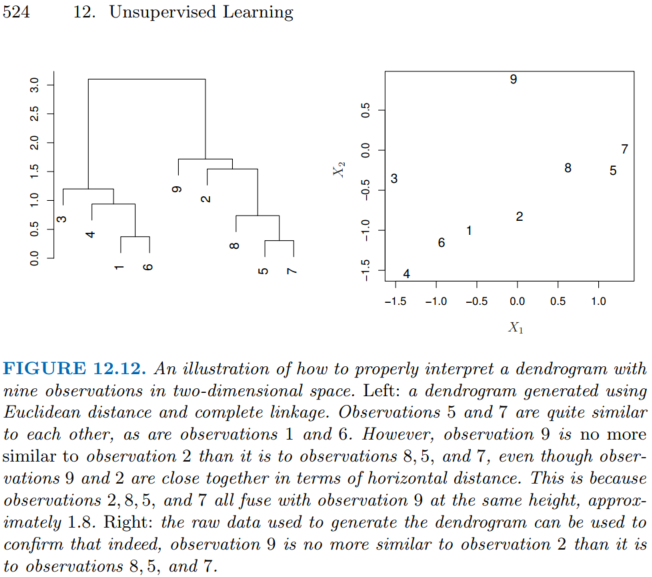 524 12. Unsupervised Learning
3.0
2.5
2.0
1.5
1.0
0.5
0.0
3
4
1
6
9
2
8
5
7
X2
0.5
0.0
−0.5
−1.0
−1.5
9
7
8
5
3
2
1
6
4
−1.5 −1.0 −0.5 0.0 0.5 1.0
X1
FIGURE 12.12. An illustration of how to properly interpret a dendrogram with
nine observations in two-dimensional space. Left: a dendrogram generated using
Euclidean distance and complete linkage. Observations 5 and 7 are quite similar
to each other, as are observations 1 and 6. However, observation 9 is no more
similar to observation 2 than it is to observations 8, 5, and 7, even though obser-
vations 9 and 2 are close together in terms of horizontal distance. This is because
observations 2, 8, 5, and 7 all fuse with observation 9 at the same height, approx-
imately 1.8. Right: the raw data used to generate the dendrogram can be used to
confirm that indeed, observation 9 is no more similar to observation 2 than it is
to observations 8, 5, and 7.